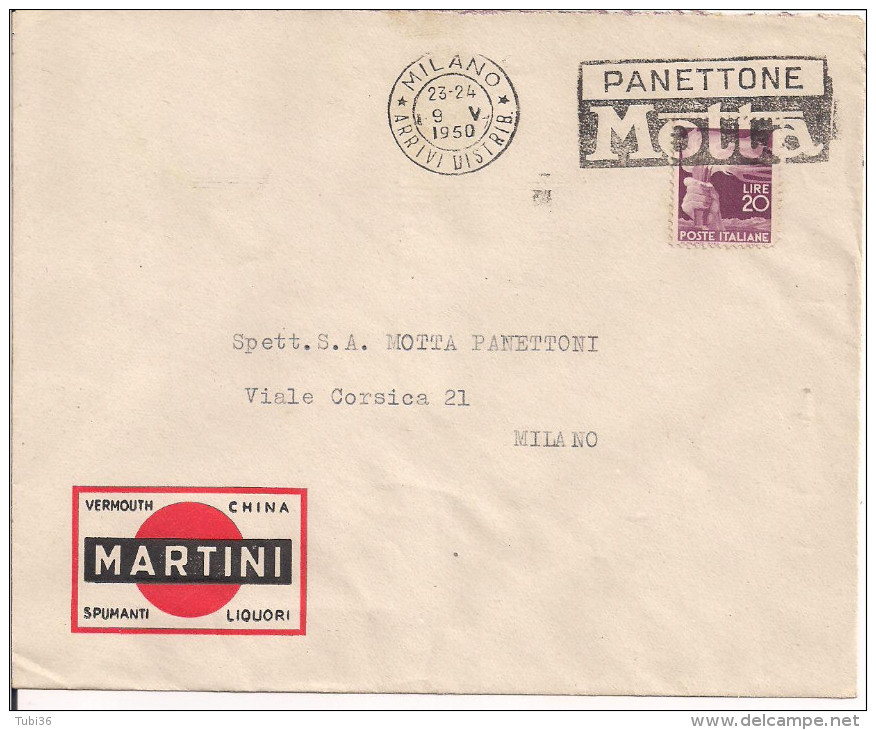 MILANO
23-24
9 V
1950
ARRIVI DISTRIB.
PANETTONE
Motta
LIRE
20
POSTE ITALIANE
Spett.S.A. MOTTA PANETTONI
Viale Corsica 21
MILANO
VERMOUTH CHINA
MARTINI
SPUMANTI LIQUORI
Tubi36
www.delcampe.net